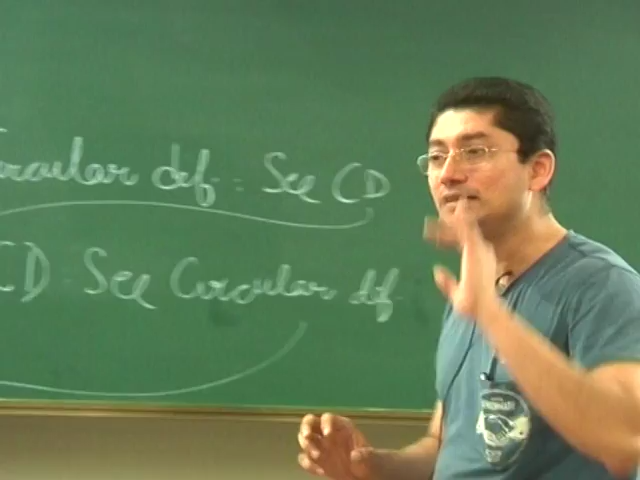 Circular def = See CD
CD See Circular def